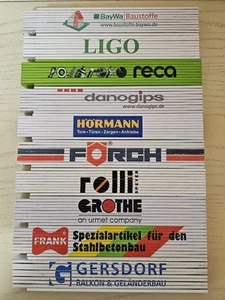 BayWa Baustoffe
www.baustoffe-baywa.de
LIGO
reca
danogips
www.danogips.de
HÖRMANN
Tore · Türen · Zargen · Antriebe
FÖRCH
rolli
SPETER
GROTHE
an urmet company
FRANK Spezialartikel für den
Stahlbetonbau
GERSDORF
BALKON & GELÄNDERBAU